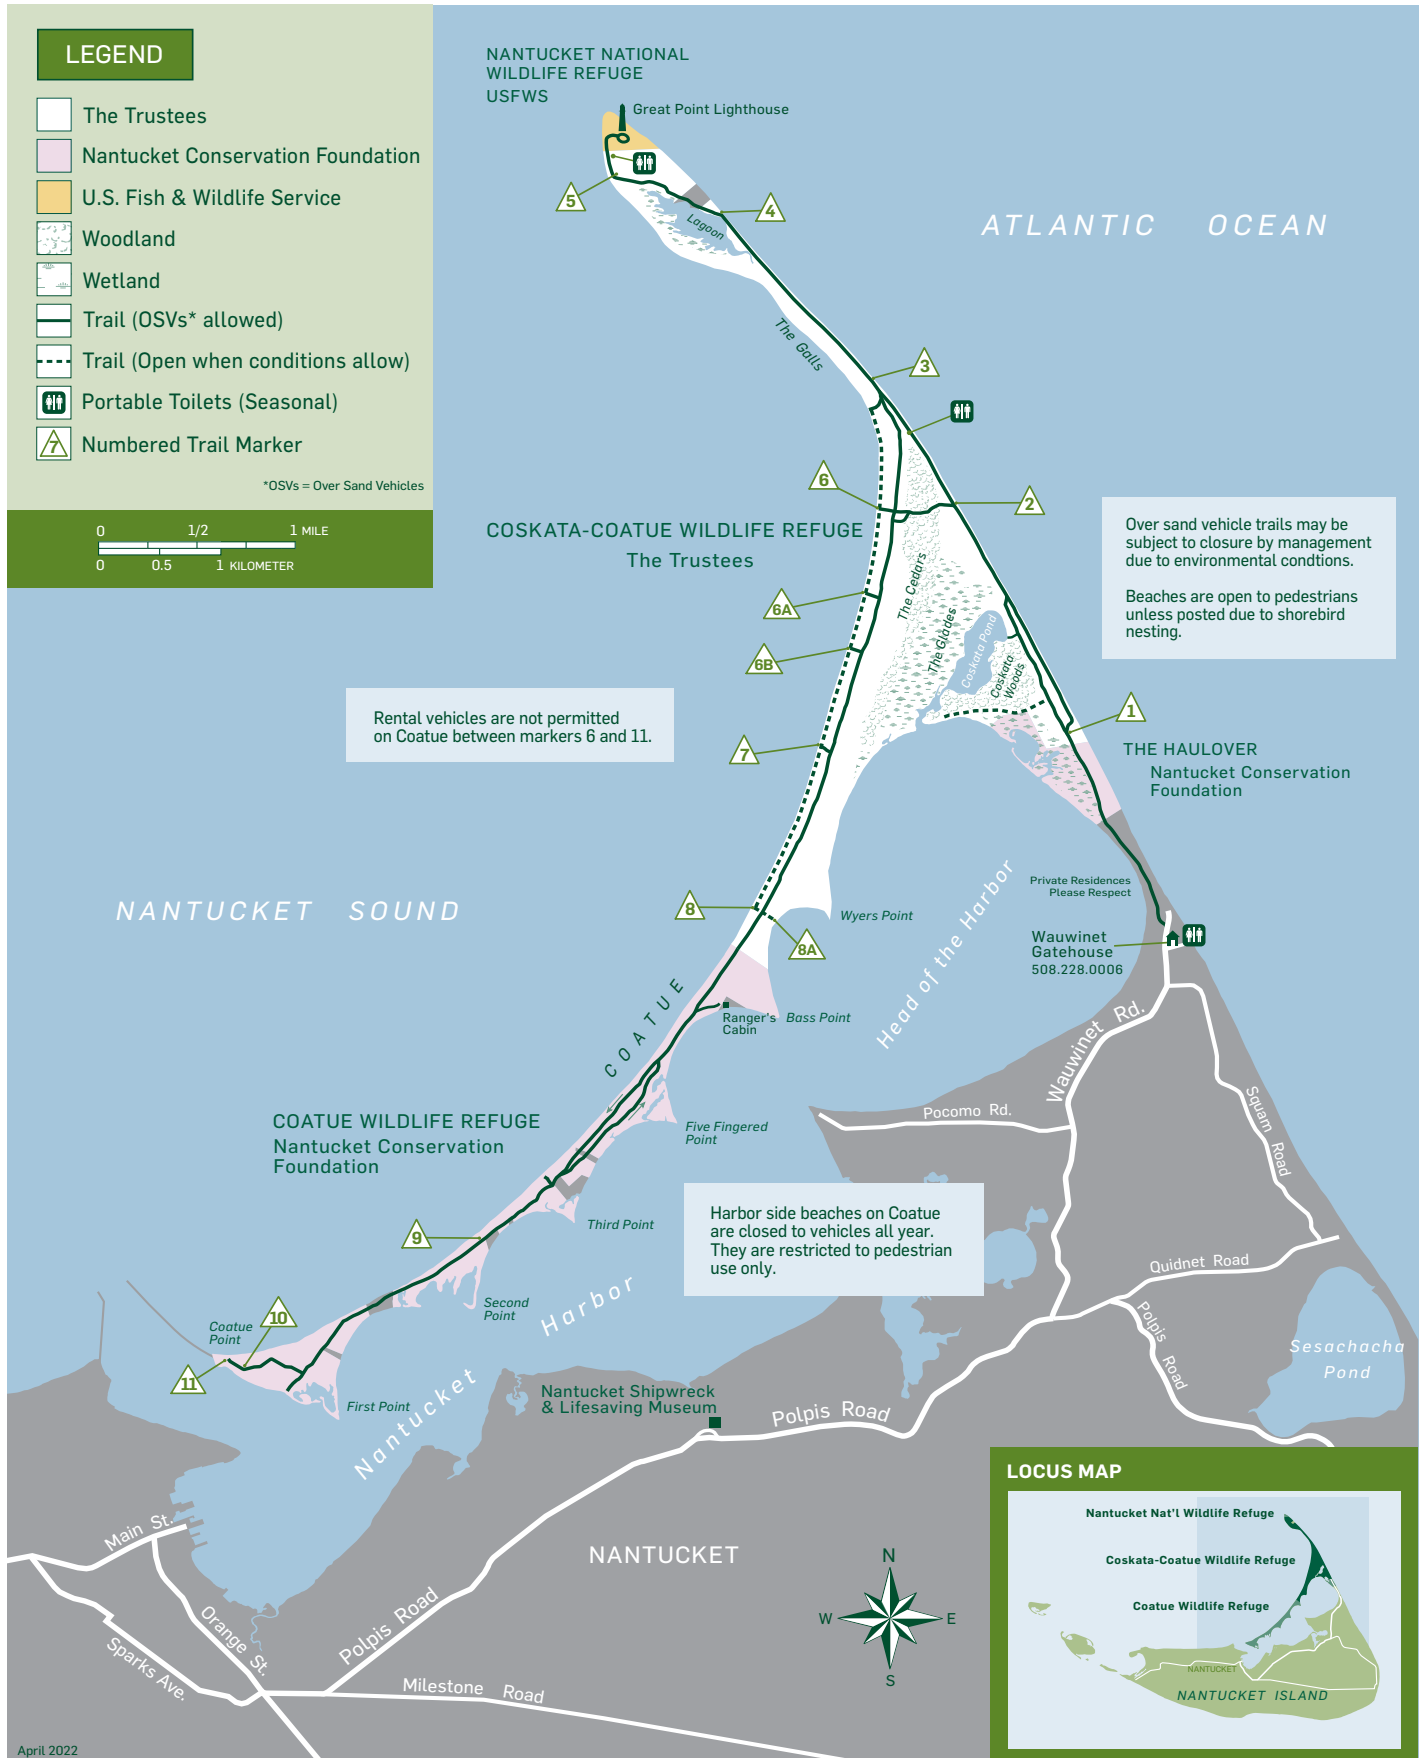 LEGEND
The Trustees
Nantucket Conservation Foundation
U.S. Fish & Wildlife Service
Woodland
Wetland
Trail (OSVs* allowed)
Trail (Open when conditions allow)
Portable Toilets (Seasonal)
7
Numbered Trail Marker
*OSVs = Over Sand Vehicles
0 1/2 1 MILE
0 0.5 1 KILOMETER
NANTUCKET NATIONAL
WILDLIFE REFUGE
USFWS
Great Point Lighthouse
5
4
Lagoon
ATLANTIC OCEAN
The Galls
3
6
2
COSKATA-COATUE WILDLIFE REFUGE
The Trustees
Over sand vehicle trails may be
subject to closure by management
due to environmental condtions.
Beaches are open to pedestrians
unless posted due to shorebird
nesting.
The Cedars
6A
The Glades
Coskata Pond
6B
Coskata
Woods
Rental vehicles are not permitted
on Coatue between markers 6 and 11.
1
7
THE HAULOVER
Nantucket Conservation
Foundation
NANTUCKET SOUND
Private Residences
Please Respect
8
Wyers Point
8A
Head of the Harbor
Wauwinet
Gatehouse
508.228.0006
COATUE
Ranger's
Cabin
Bass Point
Wauwinet Rd.
Pocomo Rd.
Squam Road
COATUE WILDLIFE REFUGE
Nantucket Conservation
Foundation
Five Fingered
Point
Harbor side beaches on Coatue
are closed to vehicles all year.
They are restricted to pedestrian
use only.
Third Point
9
Quidnet Road
Second
Point
Nantucket Harbor
10
Coatue
Point
11
First Point
Polpis Road
Sesachacha
Pond
Nantucket Shipwreck
& Lifesaving Museum
Polpis Road
Main St.
NANTUCKET
Orange St.
Sparks Ave.
Polpis Road
Milestone Road
N
W
E
S
LOCUS MAP
Nantucket Nat'l Wildlife Refuge
Coskata-Coatue Wildlife Refuge
Coatue Wildlife Refuge
NANTUCKET
NANTUCKET ISLAND
April 2022